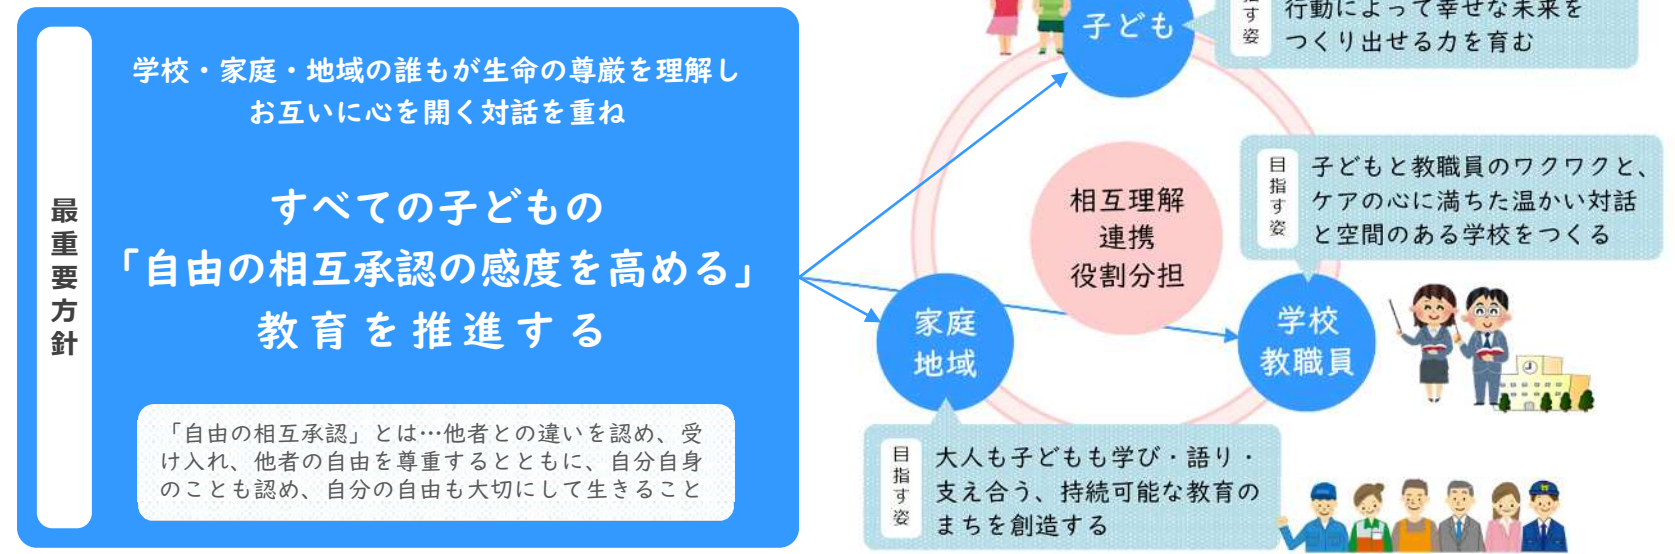 最重要方針
学校・家庭・地域の誰もが生命の尊厳を理解し
お互いに心を開く対話を重ね
すべての子どもの
「自由の相互承認の感度を高める」
教育を推進する
「自由の相互承認」とは…他者との違いを認め、受
け入れ、他者の自由を尊重するとともに、自分自身
のことも認め、自分の自由も大切にして生きること
子ども
す
姿
行動によって幸せな未来を
つくり出せる力を育む
相互理解
連携
役割分担
目指す姿
子どもと教職員のワクワクと、
ケアの心に満ちた温かい対話
と空間のある学校をつくる
家庭
地域
学校
教職員
目指す姿
大人も子どもも学び・語り・
支え合う、持続可能な教育の
まちを創造する